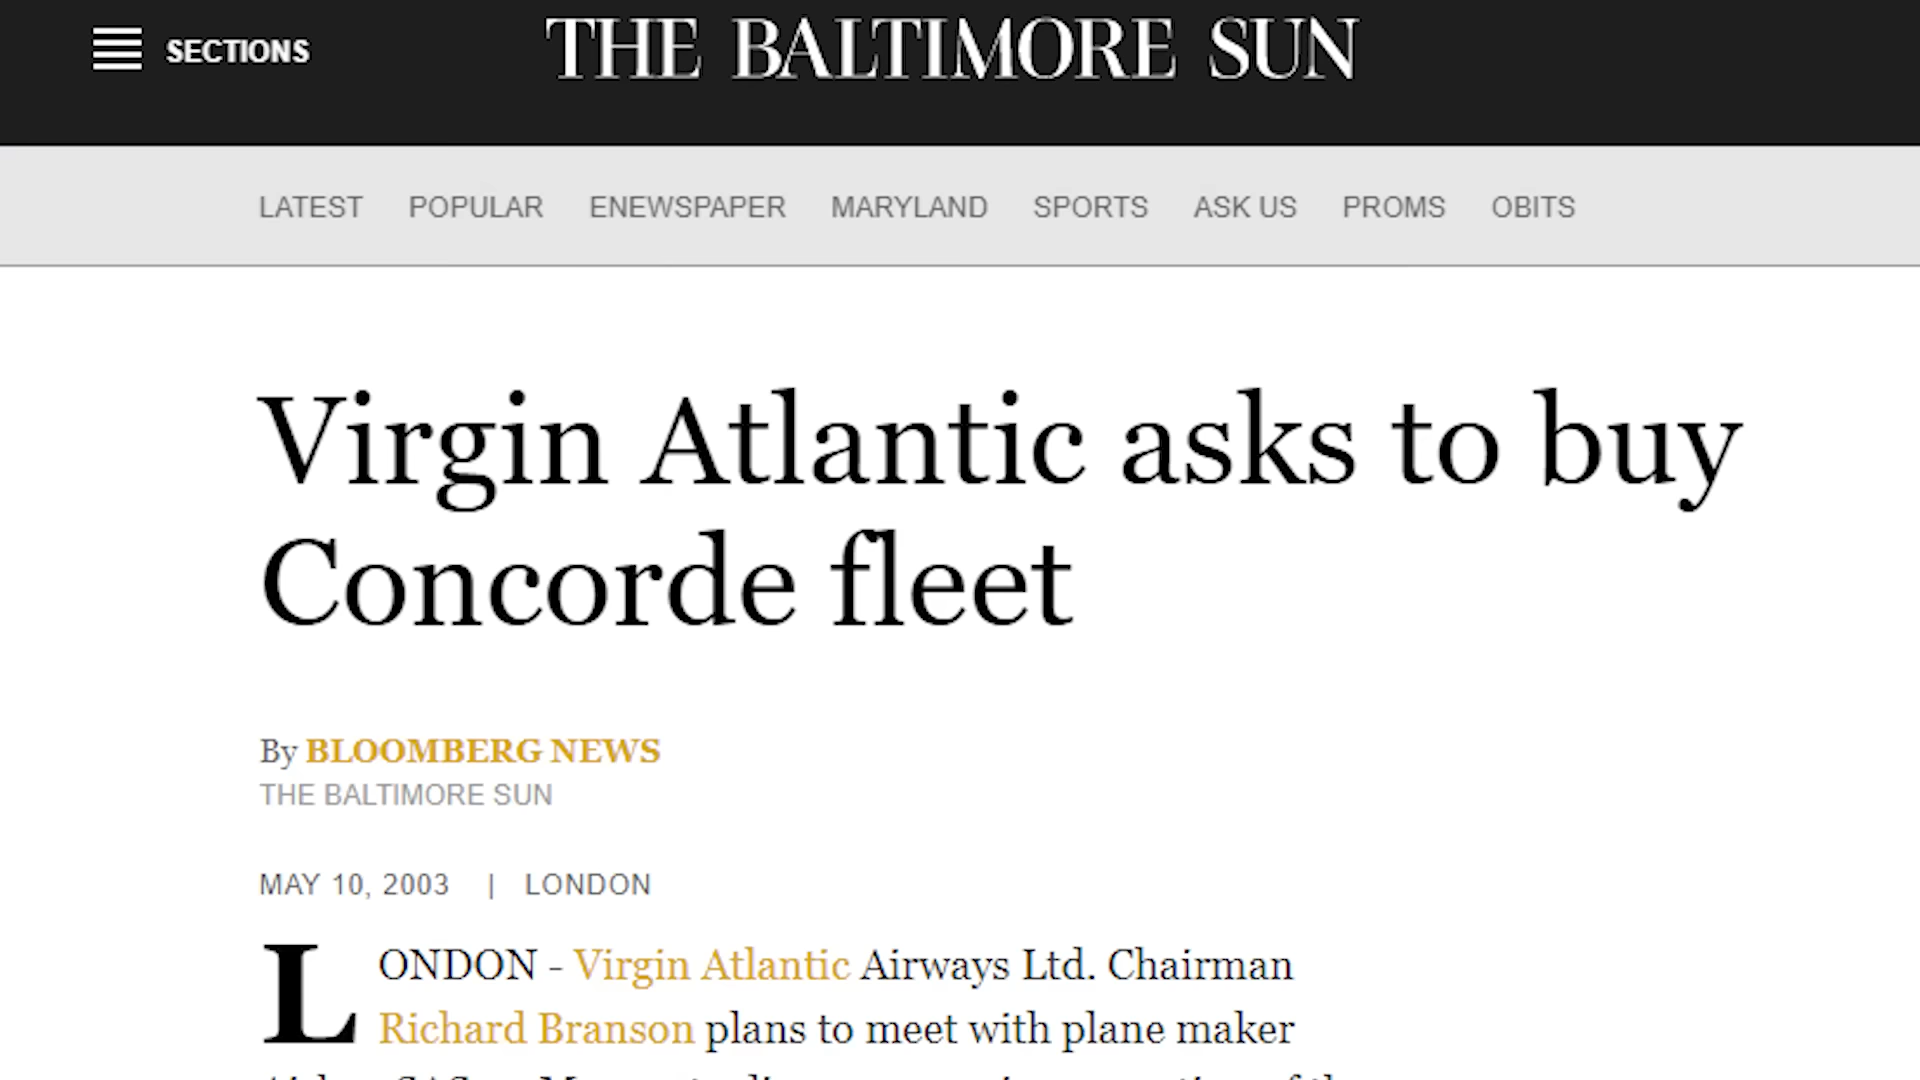 SECTIONS
THE BALTIMORE SUN
LATEST POPULAR ENEWSPAPER MARYLAND SPORTS ASK US PROMS OBITS
Virgin Atlantic asks to buy
Concorde fleet
By BLOOMBERG NEWS
THE BALTIMORE SUN
MAY 10, 2003 | LONDON
LONDON - Virgin Atlantic Airways Ltd. Chairman
Richard Branson plans to meet with plane maker